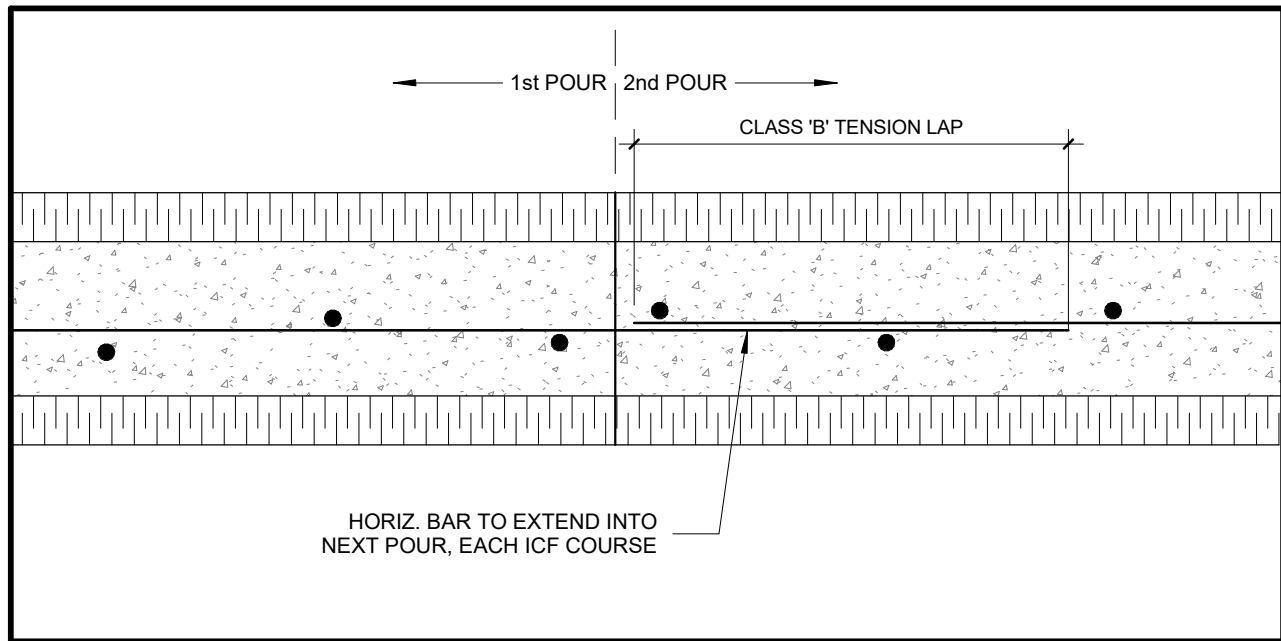 1st POUR 2nd POUR
CLASS 'B' TENSION LAP
HORIZ. BAR TO EXTEND INTO
NEXT POUR, EACH ICF COURSE